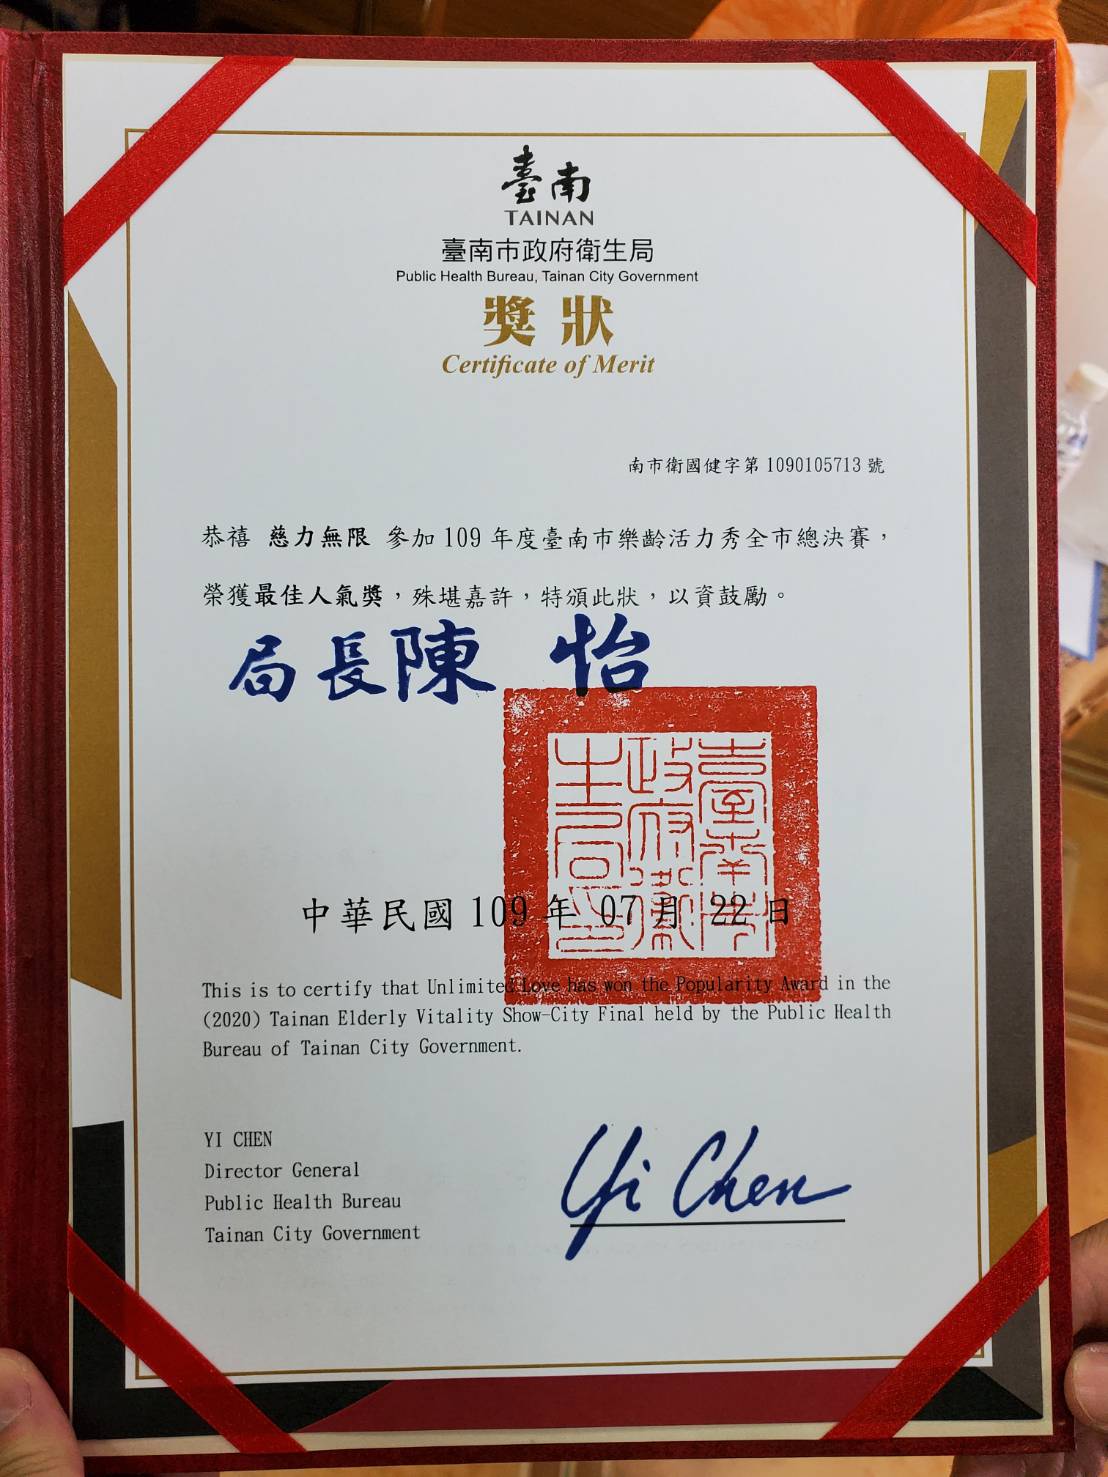 臺南
TAINAN
臺南市政府衛生局
Public Health Bureau, Tainan City Government
獎狀
Certificate of Merit
南市衛國健字第1090105713號
恭禧 慈力無限 參加109年度臺南市樂齡活力秀全市總決賽，
榮獲最佳人氣獎，殊堪嘉許，特頒此狀，以資鼓勵。
局長陳怡
臺南市政府衛生局印
中華民國 109 年 07 月 22 日
This is to certify that Unlimited Love has won the Popularity Award in the
(2020) Tainan Elderly Vitality Show-City Final held by the Public Health
Bureau of Tainan City Government.
YI CHEN
Director General
Public Health Bureau
Tainan City Government
Yi Chen